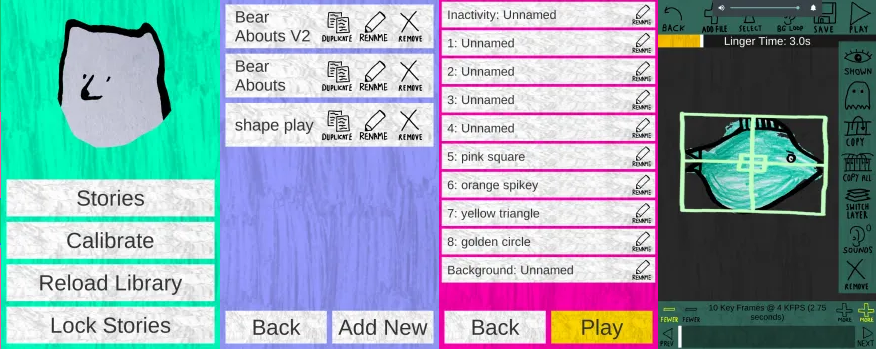 Stories
Calibrate
Reload Library
Lock Stories
Bear
Abouts V2
DUPLICATE
RENAME
REMOVE
Bear
Abouts
DUPLICATE
RENAME
REMOVE
shape play
DUPLICATE
RENAME
REMOVE
Back
Add New
Inactivity: Unnamed
RENAME
1: Unnamed
RENAME
2: Unnamed
RENAME
3: Unnamed
RENAME
4: Unnamed
RENAME
5: pink square
RENAME
6: orange spikey
RENAME
7: yellow triangle
RENAME
8: golden circle
RENAME
Background: Unnamed
RENAME
Back
Play
BACK
ADD FILE
SELECT
BG LOOP
SAVE
PLAY
Linger Time: 3.0s
SHOWN
COPY
COPY ALL
SWITCH
LAYER
SOUNDS
REMOVE
FEWER
FEWER
10 Key Frames @ 4 KFPS (2.75
seconds)
MORE
MORE
PREV
NEXT